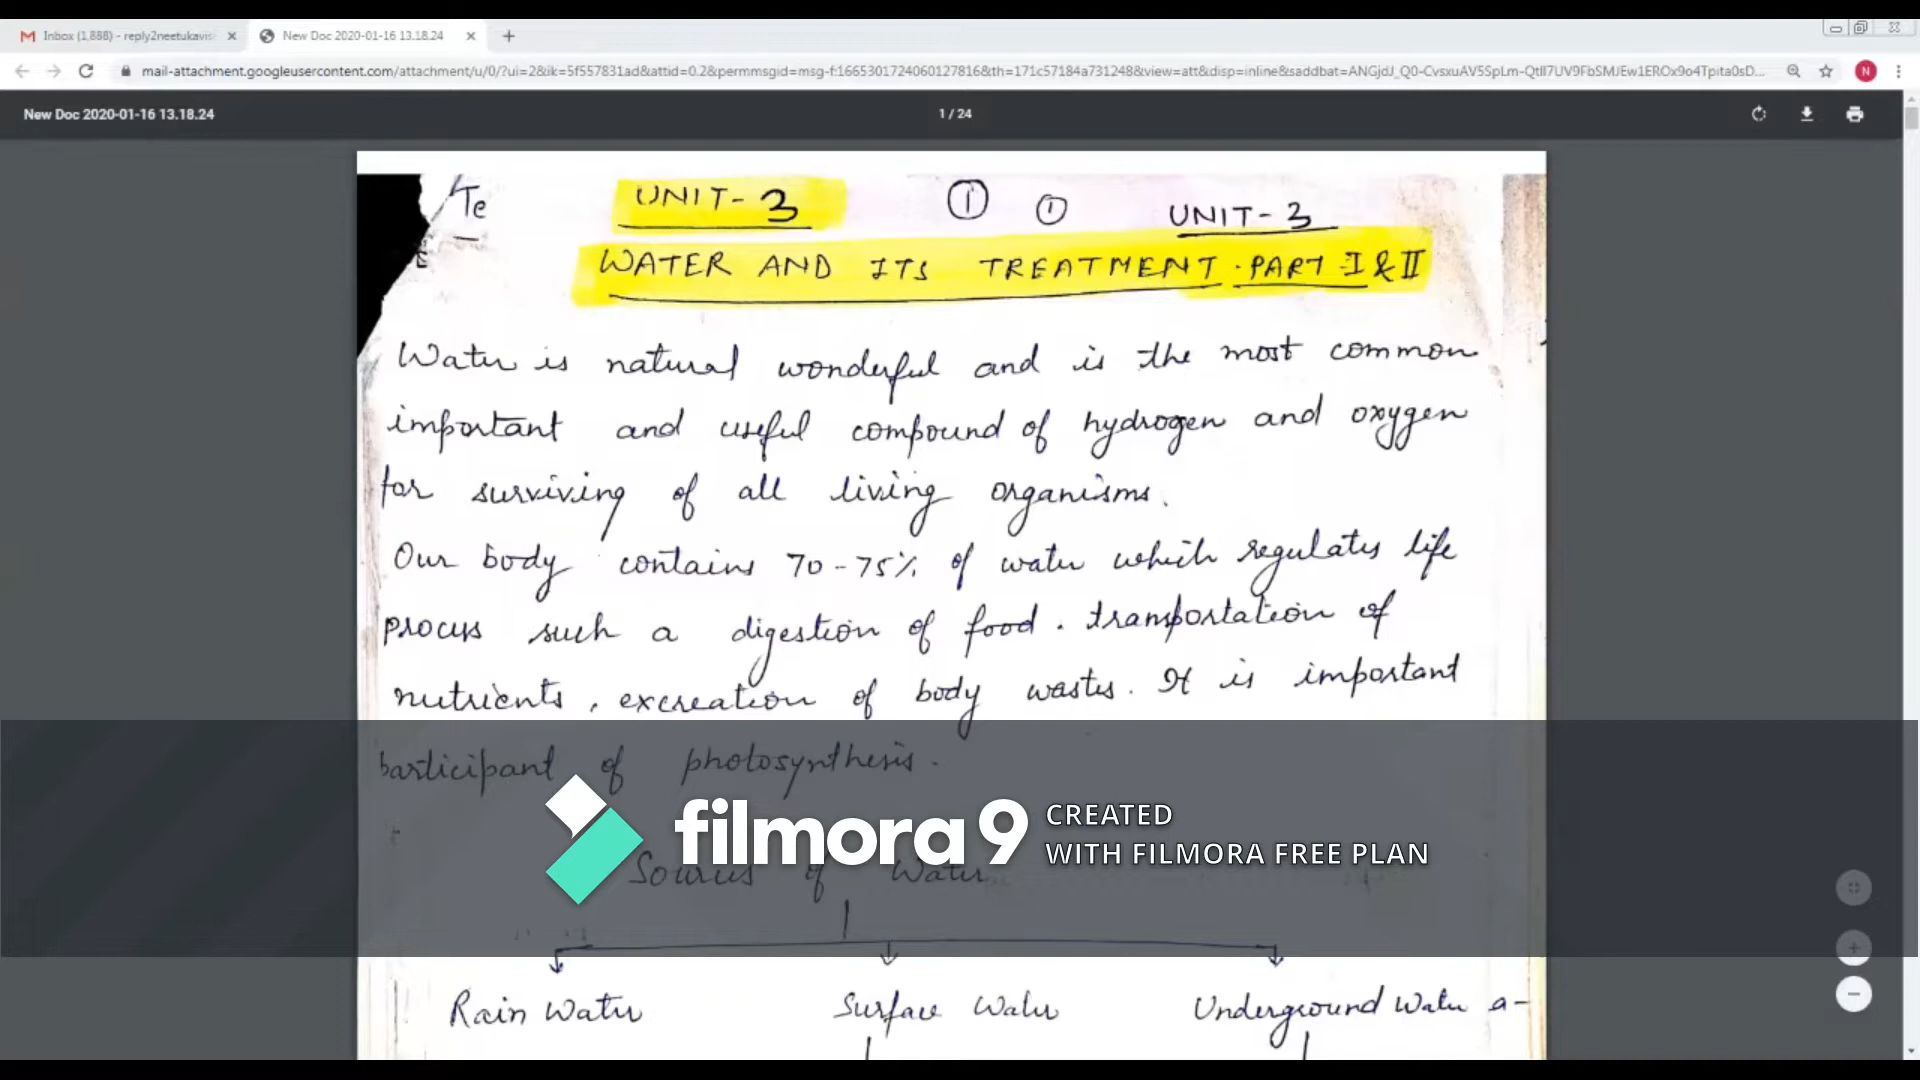 Inbox (1,888) - reply2neetukavis
New Doc 2020-01-16 13.18.24
mail-attachment.googleusercontent.com/attachment/u/0/?ui=2&ik=5f557831ad&attid=0.2&permmsgid=msg-f:1665301724060127816&th=171c57184a731248&view=att&disp=inline&saddbat=ANGjdJ_Q0-CvsxuAV5SpLm-QtII7UV9FbSMJEw1EROx9o4Tpita0sD...
N
New Doc 2020-01-16 13.18.24
1 / 24
Te UNIT-3 1 1 UNIT-3
WATER AND ITS TREATMENT. PART-I & II
Water is natural wonderful and is the most common
important and useful compound of hydrogen and oxygen
for surviving of all living organisms.
Our body contains 70-75% of water which regulates life
process such a digestion of food. transportation of
nutrients, excreation of body wastes. It is important
participant of photosynthesis.
filmora9 CREATED
WITH FILMORA FREE PLAN
Sources of Water
Rain Water Surface Water Underground Water a-